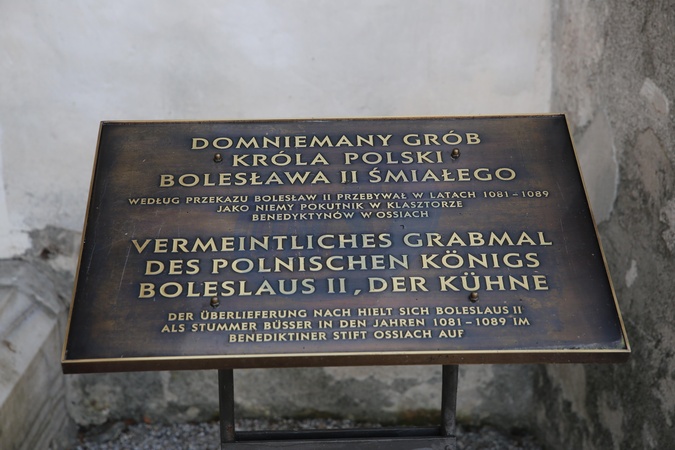 DOMNIEMANY GRÓB
KRÓLA POLSKI
BOLESŁAWA II ŚMIAŁEGO
WEDŁUG PRZEKAZU BOLESŁAW II PRZEBYWAŁ W LATACH 1081-1089
JAKO NIEMY POKUTNIK W KLASZTORZE
BENEDYKTYNÓW W OSSIACH
VERMEINTLICHES GRABMAL
DES POLNISCHEN KÖNIGS
BOLESLAUS II, DER KÜHNE
DER ÜBERLIEFERUNG NACH HIELT SICH BOLESLAUS II
ALS STUMMER BÜSSER IN DEN JAHREN 1081-1089 IM
BENEDIKTINER STIFT OSSIACH AUF